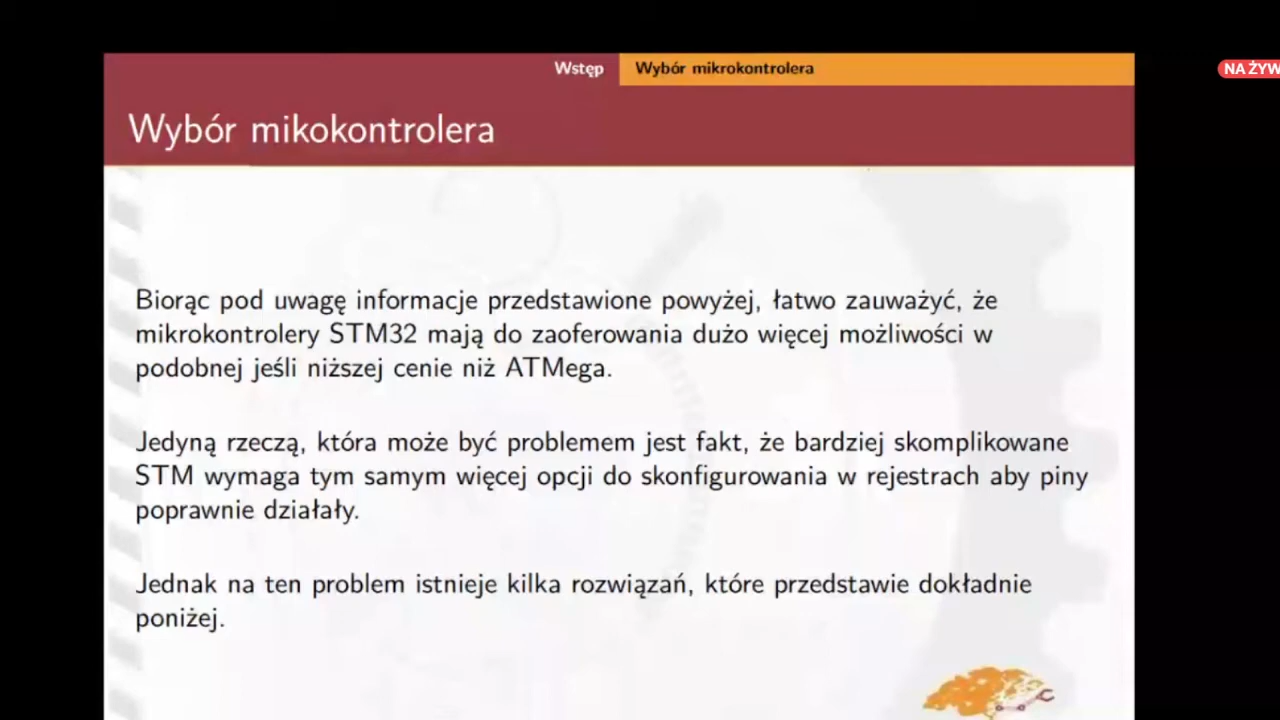 Wstęp
Wybór mikrokontrolera
NA ŻYW
Wybór mikokontrolera
Biorąc pod uwagę informacje przedstawione powyżej, łatwo zauważyć, że
mikrokontrolery STM32 mają do zaoferowania dużo więcej możliwości w
podobnej jeśli niższej cenie niż ATMega.
Jedyną rzeczą, która może być problemem jest fakt, że bardziej skomplikowane
STM wymaga tym samym więcej opcji do skonfigurowania w rejestrach aby piny
poprawnie działały.
Jednak na ten problem istnieje kilka rozwiązań, które przedstawie dokładnie
poniżej.